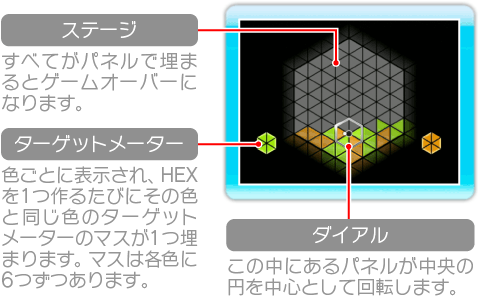 ステージ
すべてがパネルで埋ま
るとゲームオーバーに
なります。
ターゲットメーター
色ごとに表示され、HEX
を1つ作るたびにその色
と同じ色のターゲット
メーターのマスが1つ埋
まります。マスは各色に
6つずつあります。
ダイアル
この中にあるパネルが中央の
円を中心として回転します。